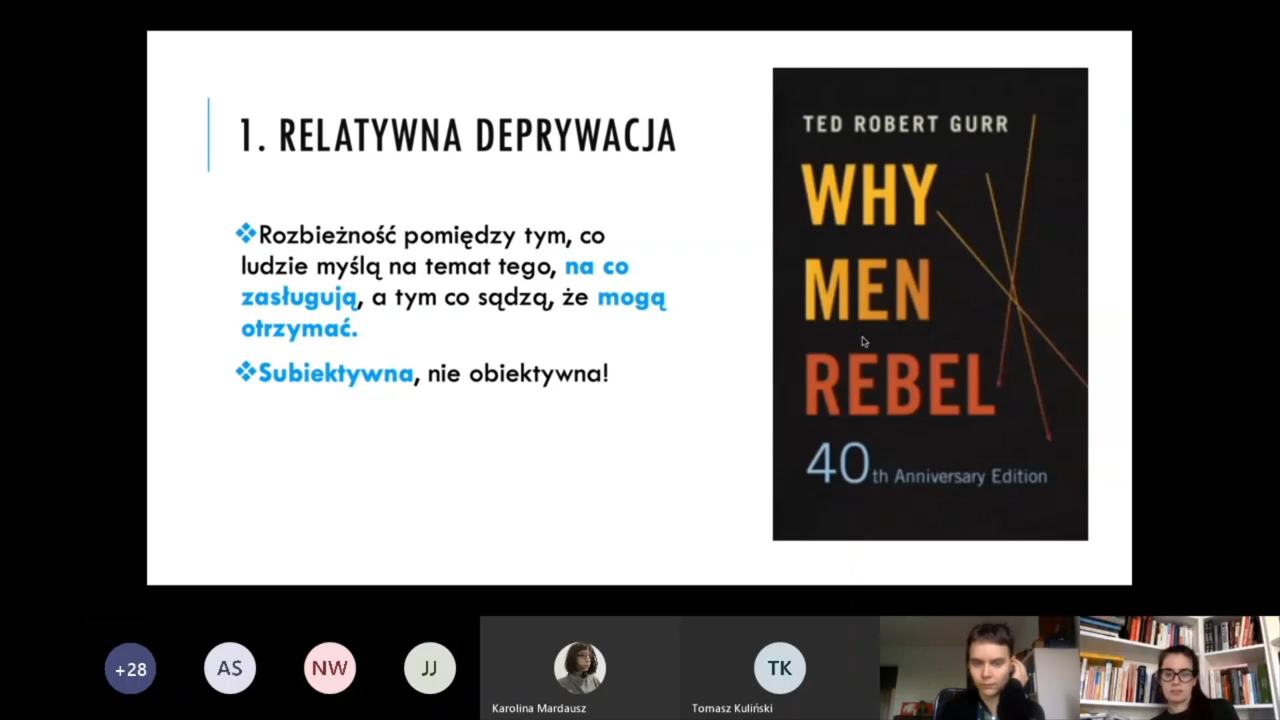 1. RELATYWNA DEPRYWACJA
Rozbieżność pomiędzy tym, co
ludzie myślą na temat tego, na co
zasługują, a tym co sądzą, że mogą
otrzymać.
Subiektywna, nie obiektywna!
TED ROBERT GURR
WHY
MEN
REBEL
40th Anniversary Edition
+28
AS
NW
JJ
Karolina Mardausz
TK
Tomasz Kuliński